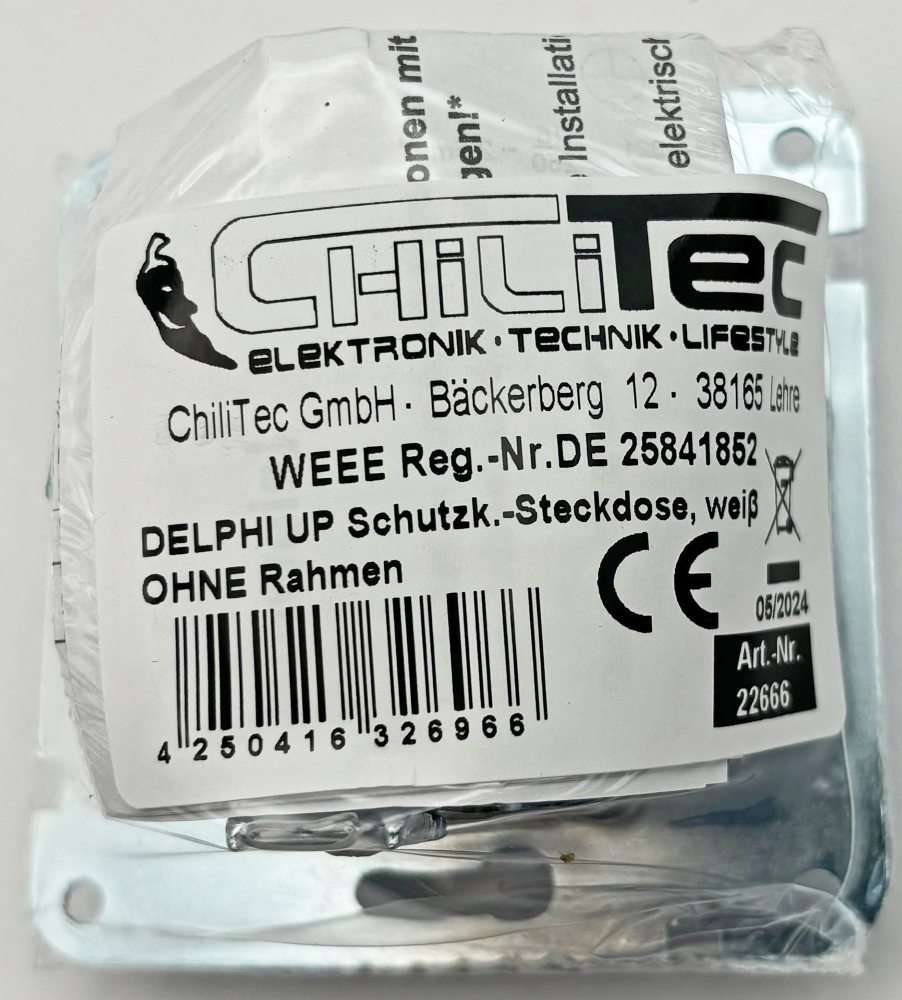 onen mit
gen!*
Installati
elektrisch
CHiLiTEC
ELEKTRONIK · TECHNIK · LIFESTYLE
ChiliTec GmbH · Bäckerberg 12 · 38165 Lehre
WEEE Reg.-Nr.DE 25841852
DELPHI UP Schutzk.-Steckdose, weiß
OHNE Rahmen
CE
05/2024
Art.-Nr.
22666
4 250416 326966